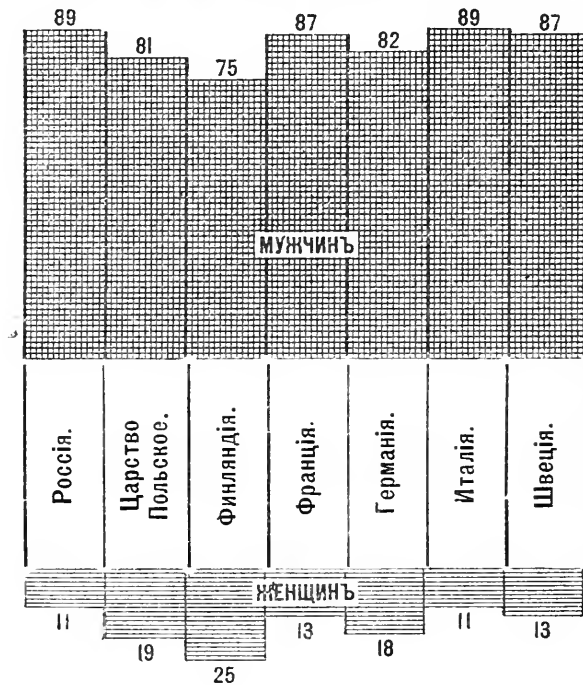 89 81 75 87 82 89 87
МУЖЧИНЪ
Россія.
Царство
Польское.
Финляндія.
Франція.
Германія.
Италія.
Швеція.
ЖЕНЩИНЪ
11 19 25 13 18 11 13